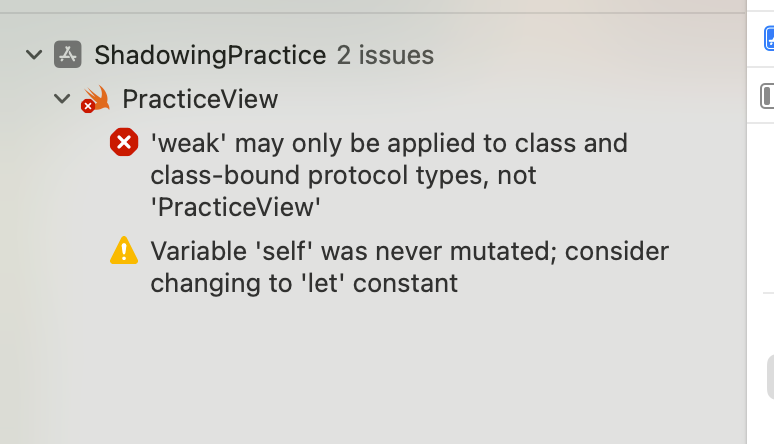 ShadowingPractice 2 issues
PracticeView
'weak' may only be applied to class and
class-bound protocol types, not
'PracticeView'
Variable 'self' was never mutated; consider
changing to 'let' constant